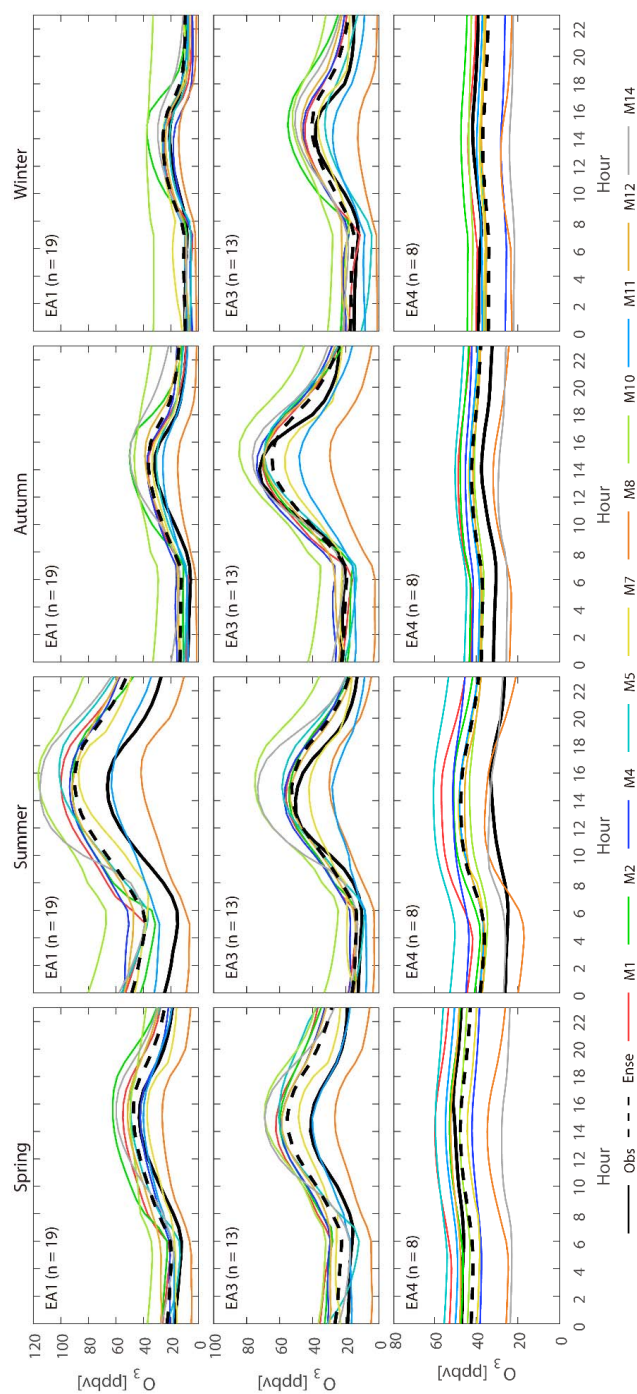 Spring Summer Autumn Winter
O3 [ppbv]
120
100
80
60
40
20
0
EA1 (n = 19) EA1 (n = 19) EA1 (n = 19) EA1 (n = 19)
O3 [ppbv]
100
80
60
40
20
0
EA3 (n = 13) EA3 (n = 13) EA3 (n = 13) EA3 (n = 13)
O3 [ppbv]
80
60
40
20
0
EA4 (n = 8) EA4 (n = 8) EA4 (n = 8) EA4 (n = 8)
0 2 4 6 8 10 12 14 16 18 20 22 0 2 4 6 8 10 12 14 16 18 20 22 0 2 4 6 8 10 12 14 16 18 20 22 0 2 4 6 8 10 12 14 16 18 20 22
Hour Hour Hour Hour
Obs Ense M1 M2 M4 M5 M7 M8 M10 M11 M12 M14